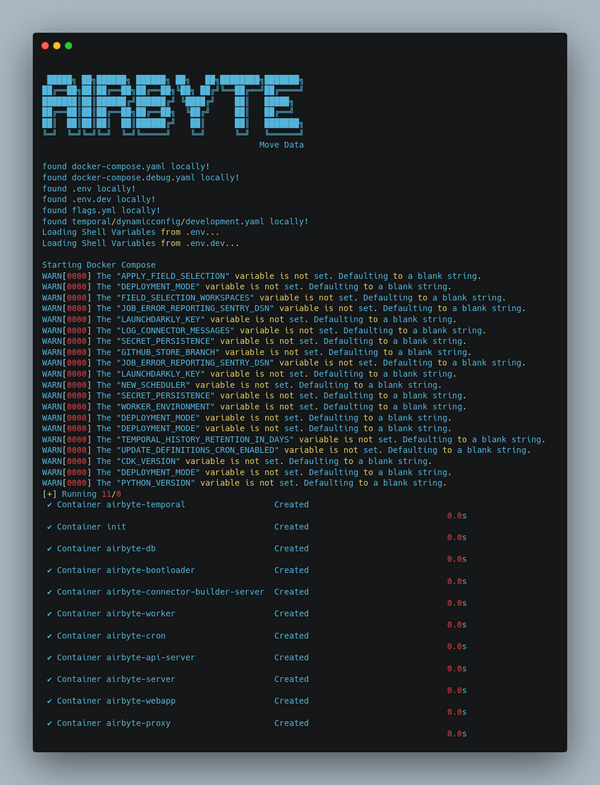 AIRBYTE
Move Data
found docker-compose.yaml locally!
found docker-compose.debug.yaml locally!
found .env locally!
found .env.dev locally!
found flags.yml locally!
found temporal/dynamicconfig/development.yaml locally!
Loading Shell Variables from .env...
Loading Shell Variables from .env.dev...
Starting Docker Compose
WARN[0000] The "APPLY_FIELD_SELECTION" variable is not set. Defaulting to a blank string.
WARN[0000] The "DEPLOYMENT_MODE" variable is not set. Defaulting to a blank string.
WARN[0000] The "FIELD_SELECTION_WORKSPACES" variable is not set. Defaulting to a blank string.
WARN[0000] The "JOB_ERROR_REPORTING_SENTRY_DSN" variable is not set. Defaulting to a blank string.
WARN[0000] The "LAUNCHDARKLY_KEY" variable is not set. Defaulting to a blank string.
WARN[0000] The "LOG_CONNECTOR_MESSAGES" variable is not set. Defaulting to a blank string.
WARN[0000] The "SECRET_PERSISTENCE" variable is not set. Defaulting to a blank string.
WARN[0000] The "GITHUB_STORE_BRANCH" variable is not set. Defaulting to a blank string.
WARN[0000] The "JOB_ERROR_REPORTING_SENTRY_DSN" variable is not set. Defaulting to a blank string.
WARN[0000] The "LAUNCHDARKLY_KEY" variable is not set. Defaulting to a blank string.
WARN[0000] The "NEW_SCHEDULER" variable is not set. Defaulting to a blank string.
WARN[0000] The "SECRET_PERSISTENCE" variable is not set. Defaulting to a blank string.
WARN[0000] The "WORKER_ENVIRONMENT" variable is not set. Defaulting to a blank string.
WARN[0000] The "DEPLOYMENT_MODE" variable is not set. Defaulting to a blank string.
WARN[0000] The "DEPLOYMENT_MODE" variable is not set. Defaulting to a blank string.
WARN[0000] The "TEMPORAL_HISTORY_RETENTION_IN_DAYS" variable is not set. Defaulting to a blank string.
WARN[0000] The "UPDATE_DEFINITIONS_CRON_ENABLED" variable is not set. Defaulting to a blank string.
WARN[0000] The "CDK_VERSION" variable is not set. Defaulting to a blank string.
WARN[0000] The "DEPLOYMENT_MODE" variable is not set. Defaulting to a blank string.
WARN[0000] The "PYTHON_VERSION" variable is not set. Defaulting to a blank string.
[+] Running 11/0
✔ Container airbyte-temporal Created
0.0s
✔ Container init Created
0.0s
✔ Container airbyte-db Created
0.0s
✔ Container airbyte-bootloader Created
0.0s
✔ Container airbyte-connector-builder-server Created
0.0s
✔ Container airbyte-worker Created
0.0s
✔ Container airbyte-cron Created
0.0s
✔ Container airbyte-api-server Created
0.0s
✔ Container airbyte-server Created
0.0s
✔ Container airbyte-webapp Created
0.0s
✔ Container airbyte-proxy Created
0.0s